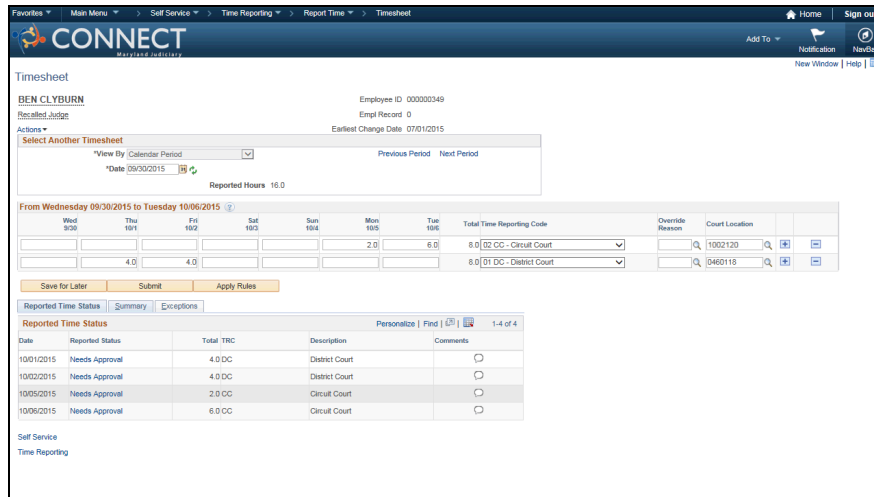 Favorites Main Menu > Self Service > Time Reporting > Report Time > Timesheet Home Sign ou
CONNECT
Maryland Judiciary
Add To Notification NavBa
New Window | Help |
Timesheet
BEN CLYBURN Employee ID 000000349
Recalled Judge Empl Record 0
Actions Earliest Change Date 07/01/2015
Select Another Timesheet
*View By Calendar Period Previous Period Next Period
*Date 09/30/2015
Reported Hours 16.0
From Wednesday 09/30/2015 to Tuesday 10/06/2015
Wed Thu Fri Sat Sun Mon Tue Total Time Reporting Code Override Court Location
9/30 10/1 10/2 10/3 10/4 10/5 10/6 Reason
2.0 6.0 8.0 02 CC - Circuit Court 1002120
4.0 4.0 8.0 01 DC - District Court 0460118
Save for Later Submit Apply Rules
Reported Time Status Summary Exceptions
Reported Time Status Personalize | Find | | 1-4 of 4
Date Reported Status Total TRC Description Comments
10/01/2015 Needs Approval 4.0 DC District Court
10/02/2015 Needs Approval 4.0 DC District Court
10/05/2015 Needs Approval 2.0 CC Circuit Court
10/06/2015 Needs Approval 6.0 CC Circuit Court
Self Service
Time Reporting